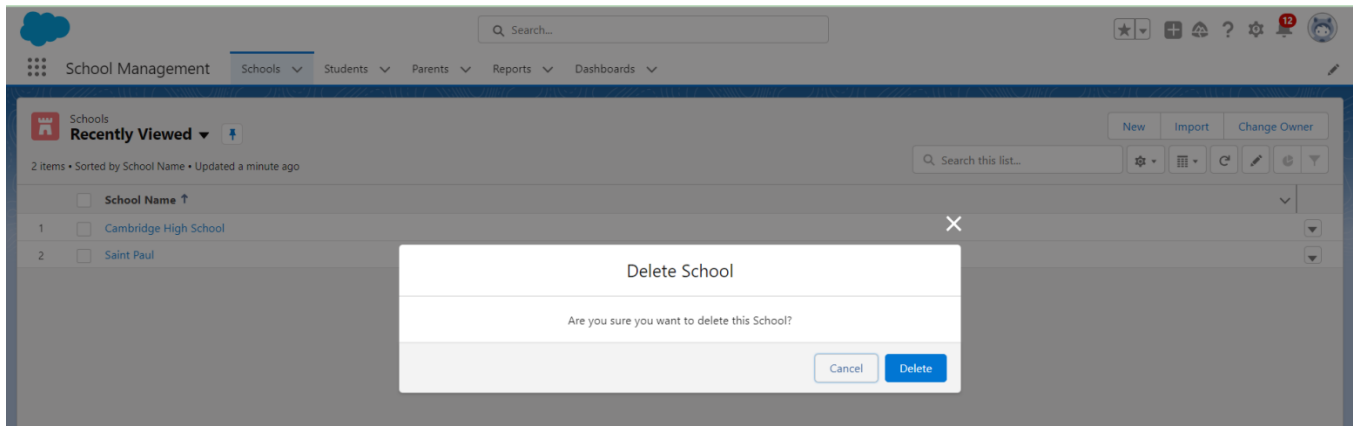 Search...
12
School Management Schools Students Parents Reports Dashboards
Schools
Recently Viewed
New Import Change Owner
2 items • Sorted by School Name • Updated a minute ago
Search this list...
School Name ↑
1 Cambridge High School
2 Saint Paul
Delete School
Are you sure you want to delete this School?
Cancel Delete